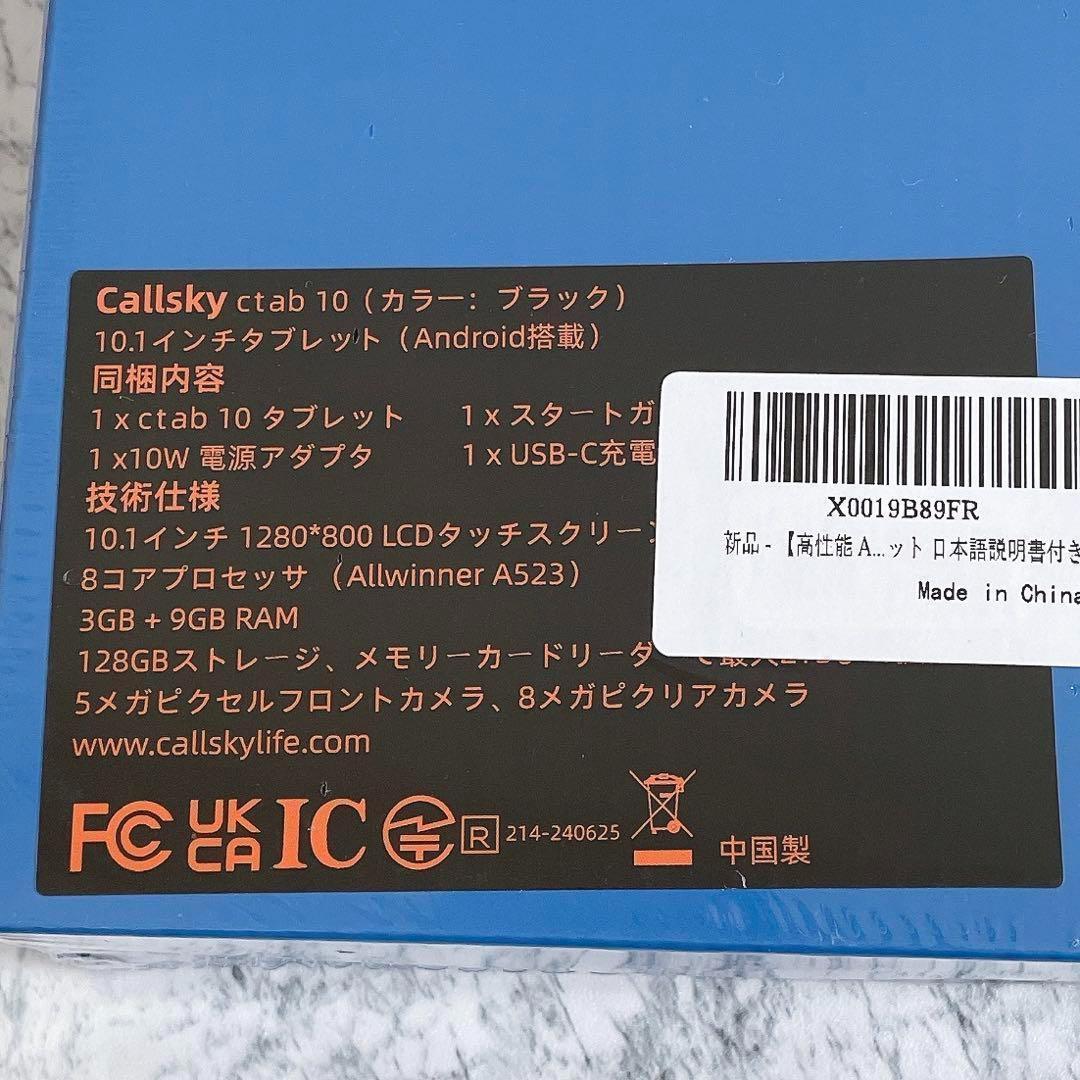 Callsky ctab 10（カラー：ブラック）
10.1インチタブレット（Android搭載）
同梱内容
1 x ctab 10 タブレット 1 x スタートガ
1 x10W 電源アダプタ 1 x USB-C充電
技術仕様
10.1インチ 1280*800 LCDタッチスクリーン
8コアプロセッサ （Allwinner A523）
3GB + 9GB RAM
128GBストレージ、メモリーカードリーダーで最大
5メガピクセルフロントカメラ、8メガピクリアカメラ
www.callskylife.com
FC UK CA IC R 214-240625 中国製
X0019B89FR
新品 - 【高性能 A...ット 日本語説明書付き
Made in China